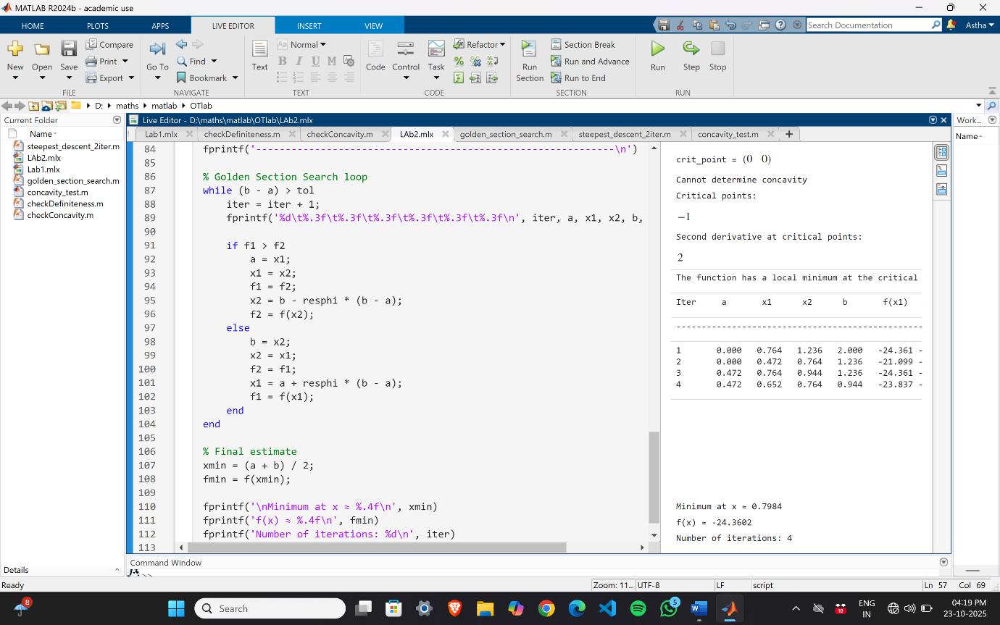 MATLAB R2024b - academic use
HOME PLOTS APPS LIVE EDITOR INSERT VIEW
Search Documentation
Astha
New Open Save Compare Print Export
FILE
Go To Find Bookmark
NAVIGATE
Text Normal
B I U M
TEXT
Code Control Task Refactor
CODE
Run Section Section Break Run and Advance Run to End
SECTION
Run Step Stop
RUN
D: maths matlab OTlab
Current Folder
Name
steepest_descent_2iter.m
LAb2.mlx
Lab1.mlx
golden_section_search.m
concavity_test.m
checkDefiniteness.m
checkConcavity.m
Details
Live Editor - D:\maths\matlab\OTlab\LAb2.mlx
Lab1.mlx checkDefiniteness.m checkConcavity.m LAb2.mlx golden_section_search.m steepest_descent_2iter.m concavity_test.m
84 fprintf('-------------------------------------------------------------\n')
85
86 % Golden Section Search loop
87 while (b - a) > tol
88 iter = iter + 1;
89 fprintf('%d\t%.3f\t%.3f\t%.3f\t%.3f\t%.3f\t%.3f\n', iter, a, x1, x2, b,
90
91 if f1 > f2
92 a = x1;
93 x1 = x2;
94 f1 = f2;
95 x2 = b - resphi * (b - a);
96 f2 = f(x2);
97 else
98 b = x2;
99 x2 = x1;
100 f2 = f1;
101 x1 = a + resphi * (b - a);
102 f1 = f(x1);
103 end
104 end
105
106 % Final estimate
107 xmin = (a + b) / 2;
108 fmin = f(xmin);
109
110 fprintf('\nMinimum at x ≈ %.4f\n', xmin)
111 fprintf('f(x) ≈ %.4f\n', fmin)
112 fprintf('Number of iterations: %d\n', iter)
113
crit_point = (0 0)
Cannot determine concavity
Critical points:
−1
Second derivative at critical points:
2
The function has a local minimum at the critical
Iter a x1 x2 b f(x1)
------------------------------------------------
1 0.000 0.764 1.236 2.000 -24.361 -
2 0.000 0.472 0.764 1.236 -21.099 -
3 0.472 0.764 0.944 1.236 -24.361 -
4 0.472 0.652 0.764 0.944 -23.837 -
Minimum at x ≈ 0.7984
f(x) ≈ -24.3602
Number of iterations: 4
Work...
Name
Command Window
fx >>
Ready
Zoom: 11... UTF-8 LF script Ln 57 Col 69
8
Search
5
10
ENG
IN
04:19 PM
23-10-2025